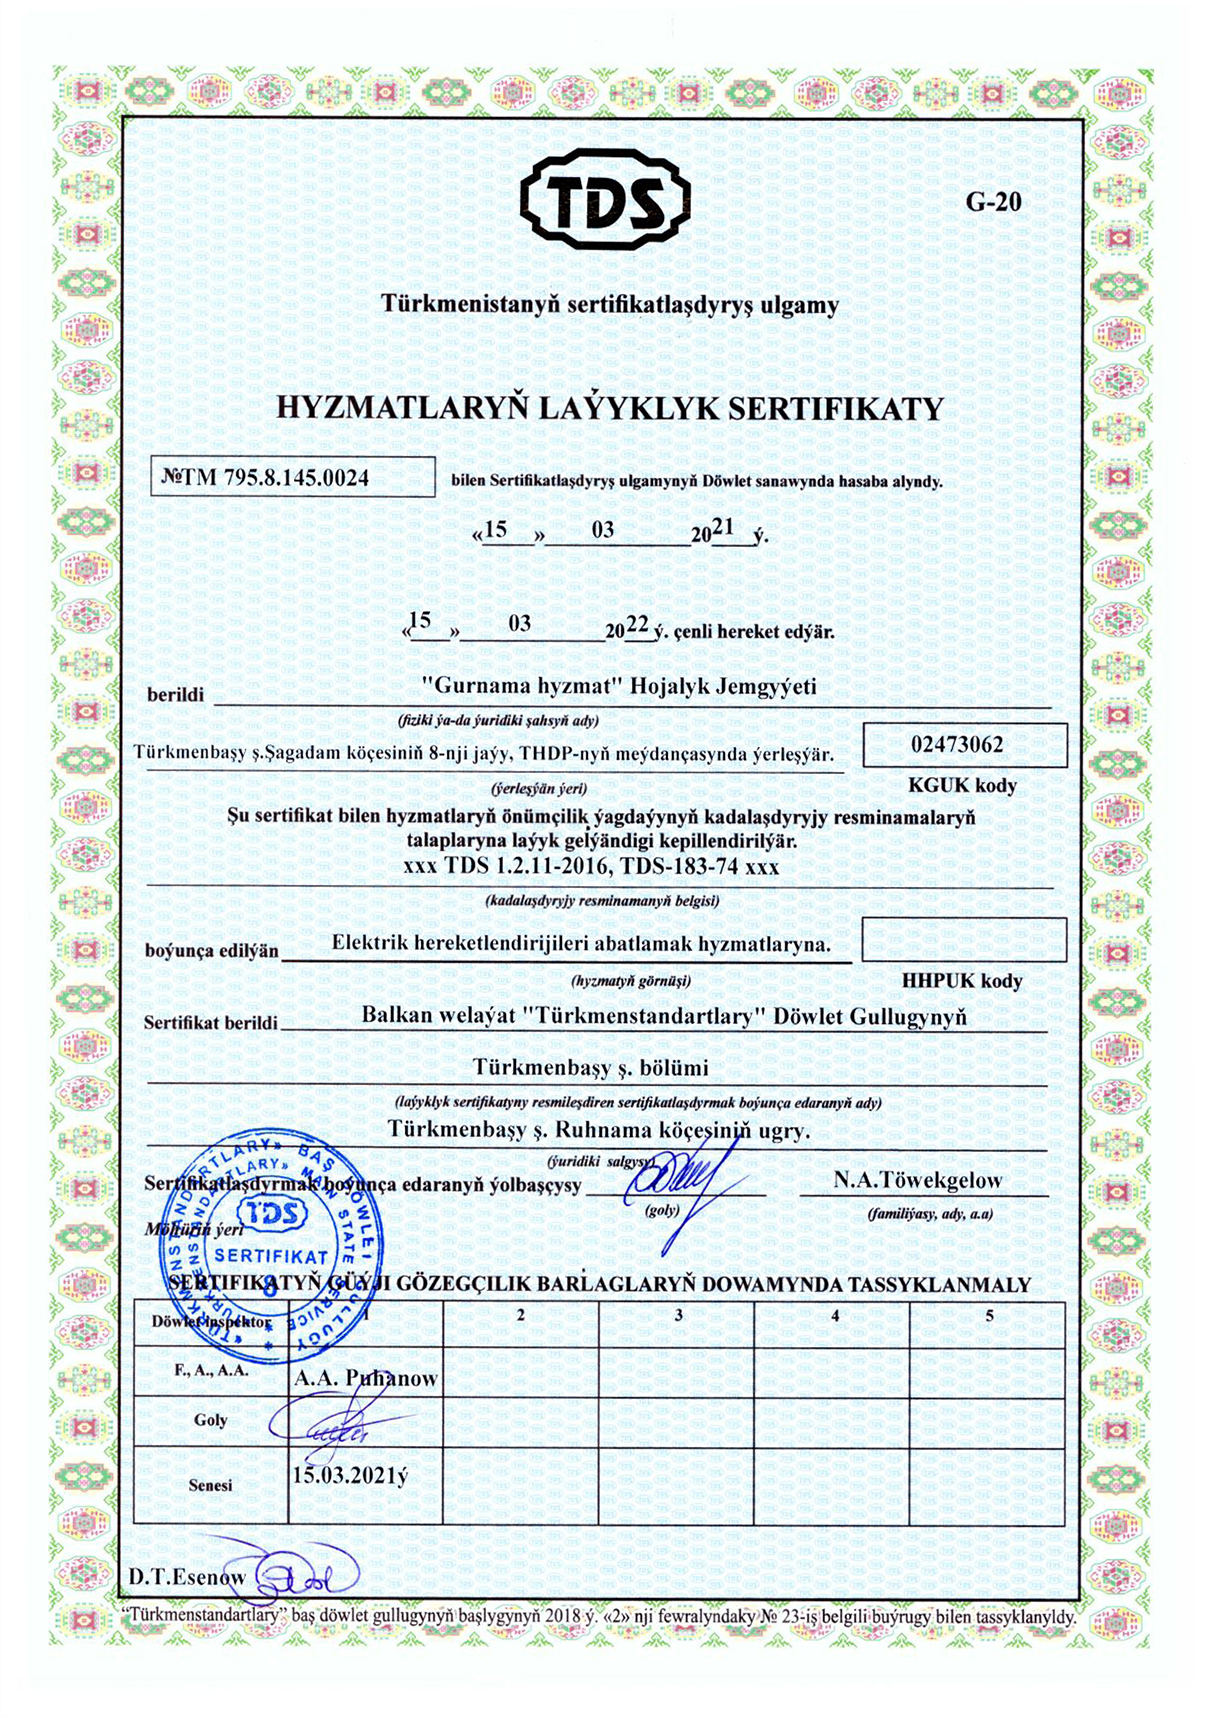 TDS
G-20
Türkmenistanyň sertifikatlaşdyryş ulgamy
HYZMATLARYŇ LAÝYKLYK SERTIFIKATY
№TM 795.8.145.0024
bilen Sertifikatlaşdyryş ulgamynyň Döwlet sanawynda hasaba alyndy.
«15» 03 2021 ý.
«15» 03 2022 ý. çenli hereket edýär.
berildi "Gurnama hyzmat" Hojalyk Jemgyýeti
(fiziki ýa-da ýuridiki şahsyň ady)
Türkmenbaşy ş.Şagadam köçesiniň 8-nji jaýy, THDP-nyň meýdançasynda ýerleşýär.
02473062
(ýerleşýän ýeri)
KGUK kody
Şu sertifikat bilen hyzmatlaryň önümçilik ýagdaýynyň kadalaşdyryjy resminamalaryň
talaplaryna laýyk gelýändigi kepillendirilýär.
xxx TDS 1.2.11-2016, TDS-183-74 xxx
(kadalaşdyryjy resminamanyň belgisi)
boýunça edilýän Elektrik hereketlendirijileri abatlamak hyzmatlaryna.
(hyzmatyň görnüşi)
HHPUK kody
Sertifikat berildi Balkan welaýat "Türkmenstandartlary" Döwlet Gullugynyň
Türkmenbaşy ş. bölümi
(laýyklyk sertifikatyny resmileşdiren sertifikatlaşdyrmak boýunça edaranyň ady)
Türkmenbaşy ş. Ruhnama köçesiniň ugry.
(ýuridiki salgysy)
Sertifikatlaşdyrmak boýunça edaranyň ýolbaşçysy N.A.Töwekgelow
(goly) (familiýasy, ady, a.a)
Möhüriň ýeri
«TÜRKMENSTANDARTLARY» BAŞ DÖWLET GULLUGY
«TURKMENSTANDARTLARY» MAIN STATE SERVICE
TDS
SERTIFIKAT
8
SERTIFIKATYŇ GÜÝJI GÖZEGÇILIK BARLAGLARYŇ DOWAMYNDA TASSYKLANMALY
Döwlet inspektor 1 2 3 4 5
F., A., A.A. A.A. Puhanow
Goly
Senesi 15.03.2021ý
D.T.Esenow
“Türkmenstandartlary” baş döwlet gullugynyň başlygynyň 2018 ý. «2» nji fewralyndaky № 23-iş belgili buýrugy bilen tassyklanyldy.